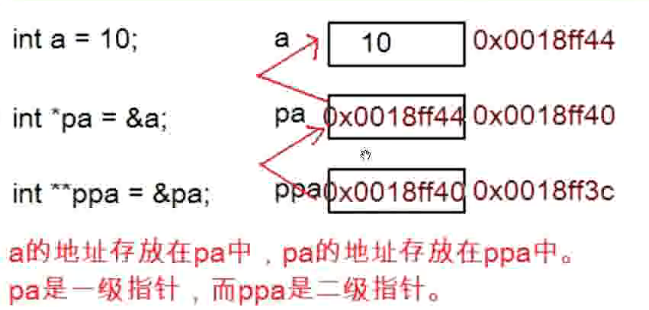 int a = 10; a 10 0x0018ff44
int *pa = &a; pa 0x0018ff44 0x0018ff40
int **ppa = &pa; ppa 0x0018ff40 0x0018ff3c
a的地址存放在pa中，pa的地址存放在ppa中。
pa是一级指针，而ppa是二级指针。